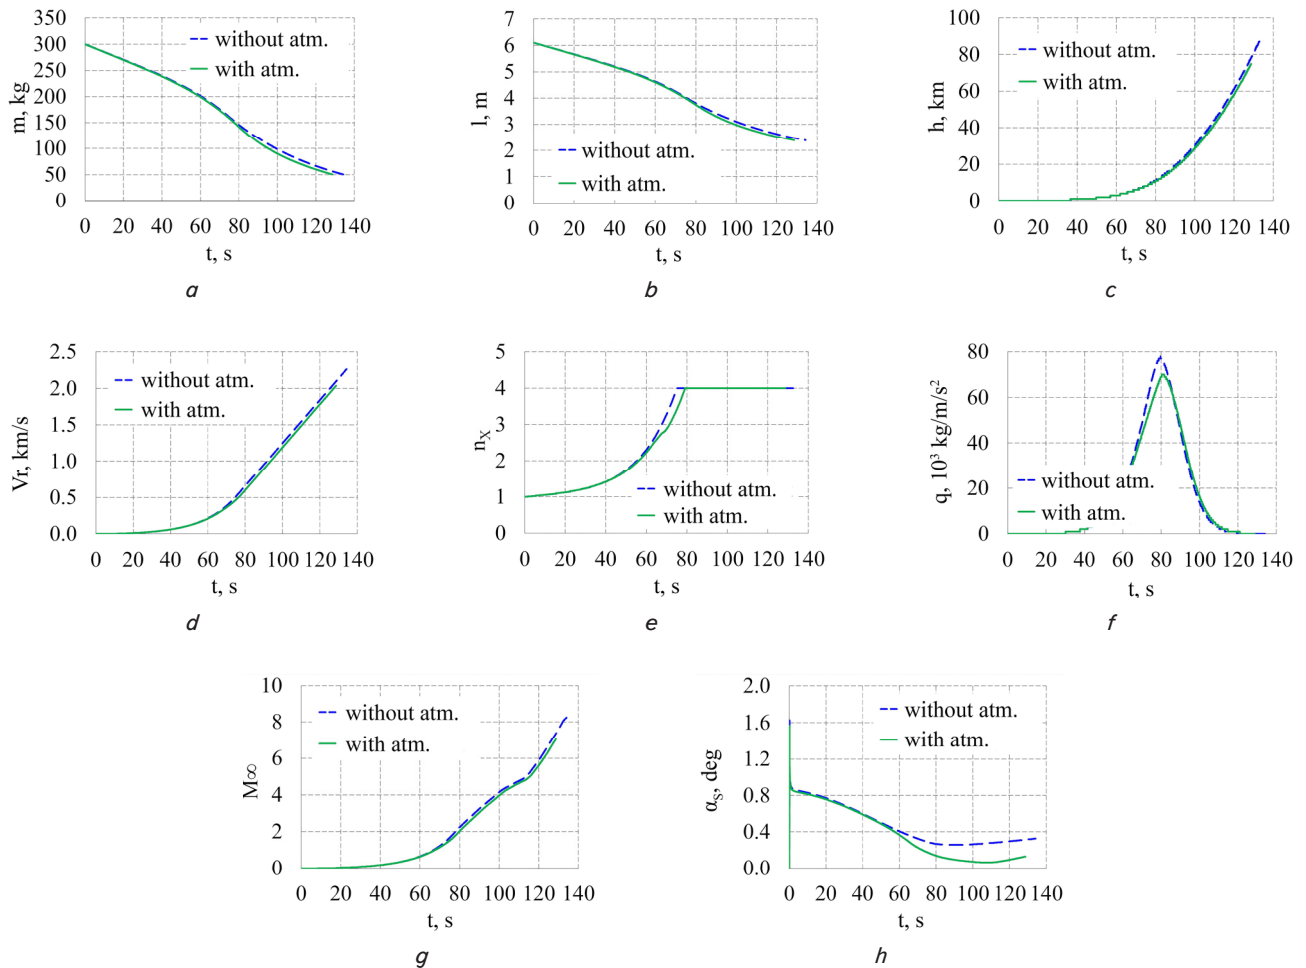 350
300
250
200
150
100
50
0
m, kg
without atm.
with atm.
0 20 40 60 80 100 120 140
t, s
a
7
6
5
4
3
2
1
0
l, m
without atm.
with atm.
0 20 40 60 80 100 120 140
t, s
b
100
80
60
40
20
0
h, km
without atm.
with atm.
0 20 40 60 80 100 120 140
t, s
c
2.5
2.0
1.5
1.0
0.5
0.0
Vr, km/s
without atm.
with atm.
0 20 40 60 80 100 120 140
t, s
d
5
4
3
2
1
0
nX
without atm.
with atm.
0 20 40 60 80 100 120 140
t, s
e
80
60
40
20
0
q, 10³ kg/m/s²
without atm.
with atm.
0 20 40 60 80 100 120 140
t, s
f
10
8
6
4
2
0
M∞
without atm.
with atm.
0 20 40 60 80 100 120 140
t, s
g
2.0
1.6
1.2
0.8
0.4
0.0
αS, deg
without atm.
with atm.
0 20 40 60 80 100 120 140
t, s
h